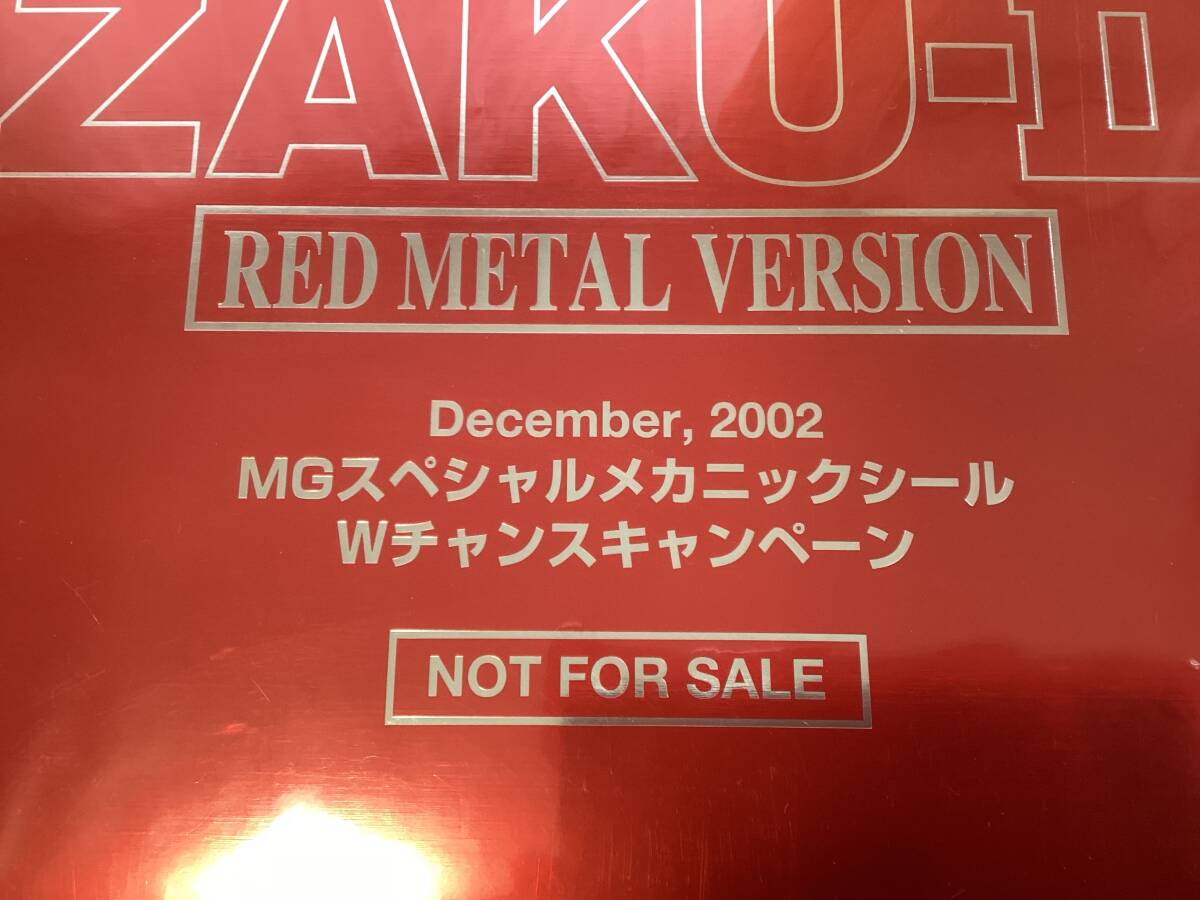 ZAKU-II
RED METAL VERSION
December, 2002
MGスペシャルメカニックシール
Wチャンスキャンペーン
NOT FOR SALE